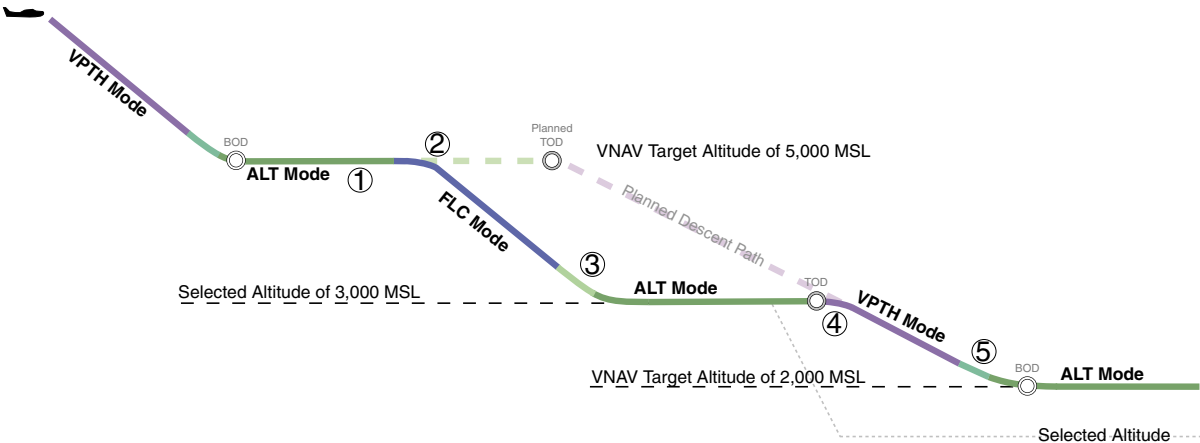 VPTH Mode
BOD
ALT Mode
①
②
Planned
TOD
VNAV Target Altitude of 5,000 MSL
FLC Mode
Planned Descent Path
③
Selected Altitude of 3,000 MSL
ALT Mode
TOD
④
VPTH Mode
⑤
VNAV Target Altitude of 2,000 MSL
BOD
ALT Mode
Selected Altitude